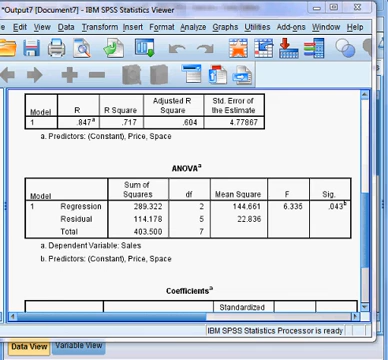 *Output7 [Document7] - IBM SPSS Statistics Viewer
Edit View Data Transform Insert Format Analyze Graphs Utilities Add-ons Window Help
Model R R Square Adjusted R Square Std. Error of the Estimate
1 .847a .717 .604 4.77867
a. Predictors: (Constant), Price, Space
ANOVAa
Model Sum of Squares df Mean Square F Sig.
1 Regression 289.322 2 144.661 6.335 .043b
Residual 114.178 5 22.836
Total 403.500 7
a. Dependent Variable: Sales
b. Predictors: (Constant), Price, Space
Coefficientsa
Standardized
IBM SPSS Statistics Processor is ready
Data View Variable View